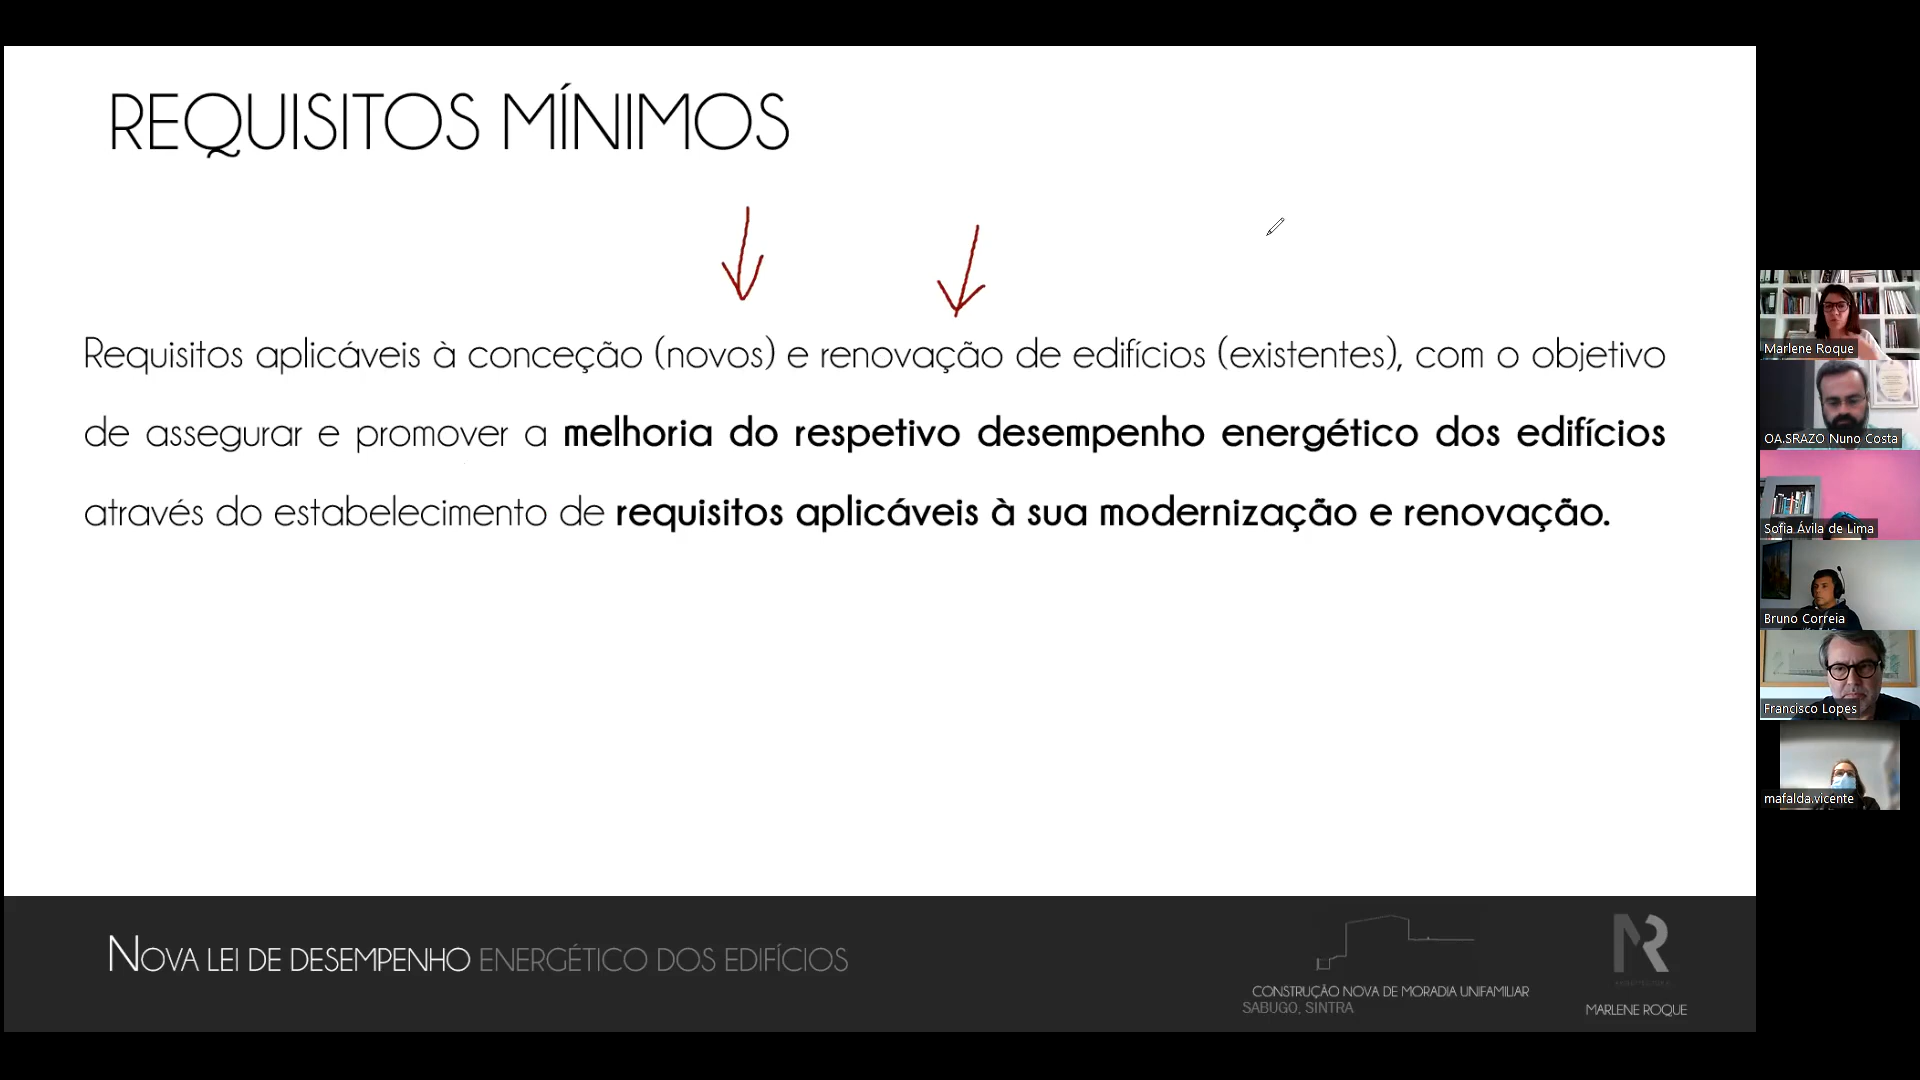 REQUISITOS MÍNIMOS
Requisitos aplicáveis à conceção (novos) e renovação de edifícios (existentes), com o objetivo
de assegurar e promover a melhoria do respetivo desempenho energético dos edifícios
através do estabelecimento de requisitos aplicáveis à sua modernização e renovação.
NOVA LEI DE DESEMPENHO ENERGÉTICO DOS EDIFÍCIOS
CONSTRUÇÃO NOVA DE MORADIA UNIFAMILIAR
SABUGO, SINTRA
MR
MARLENE ROQUE
Marlene Roque
OA.SRAZO Nuno Costa
Sofia Ávila de Lima
Bruno Correia
Francisco Lopes
mafalda.vicente